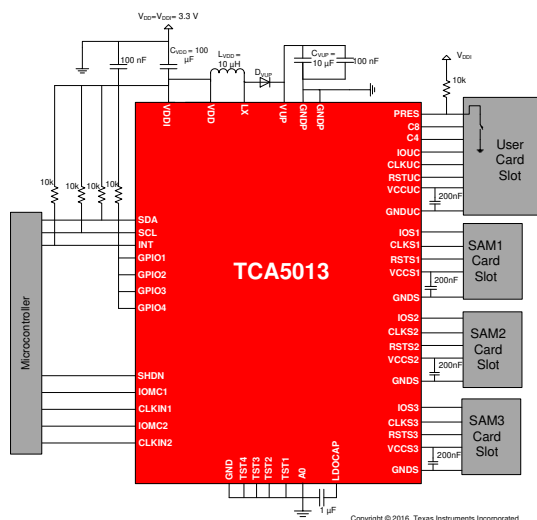 VDD=VDDI= 3.3 V
CVDD = 100 µF
100 nF
LVDD = 10 µH
DVUP
CVUP = 10 µF
100 nF
VDDI
10k
VDDI
VDD
LX
VUP
GNDP
GNDP
10k
10k
10k
10k
Microcontroller
SDA
SCL
INT
GPIO1
GPIO2
GPIO3
GPIO4
SHDN
IOMC1
CLKIN1
IOMC2
CLKIN2
TCA5013
PRES
C8
C4
IOUC
CLKUC
RSTUC
VCCUC
GNDUC
200nF
User
Card
Slot
IOS1
CLKS1
RSTS1
VCCS1
GNDS
200nF
SAM1
Card
Slot
IOS2
CLKS2
RSTS2
VCCS2
GNDS
200nF
SAM2
Card
Slot
IOS3
CLKS3
RSTS3
VCCS3
GNDS
200nF
SAM3
Card
Slot
GND
TST4
TST3
TST2
TST1
A0
LDOCAP
1 µF
Copyright © 2016, Texas Instruments Incorporated